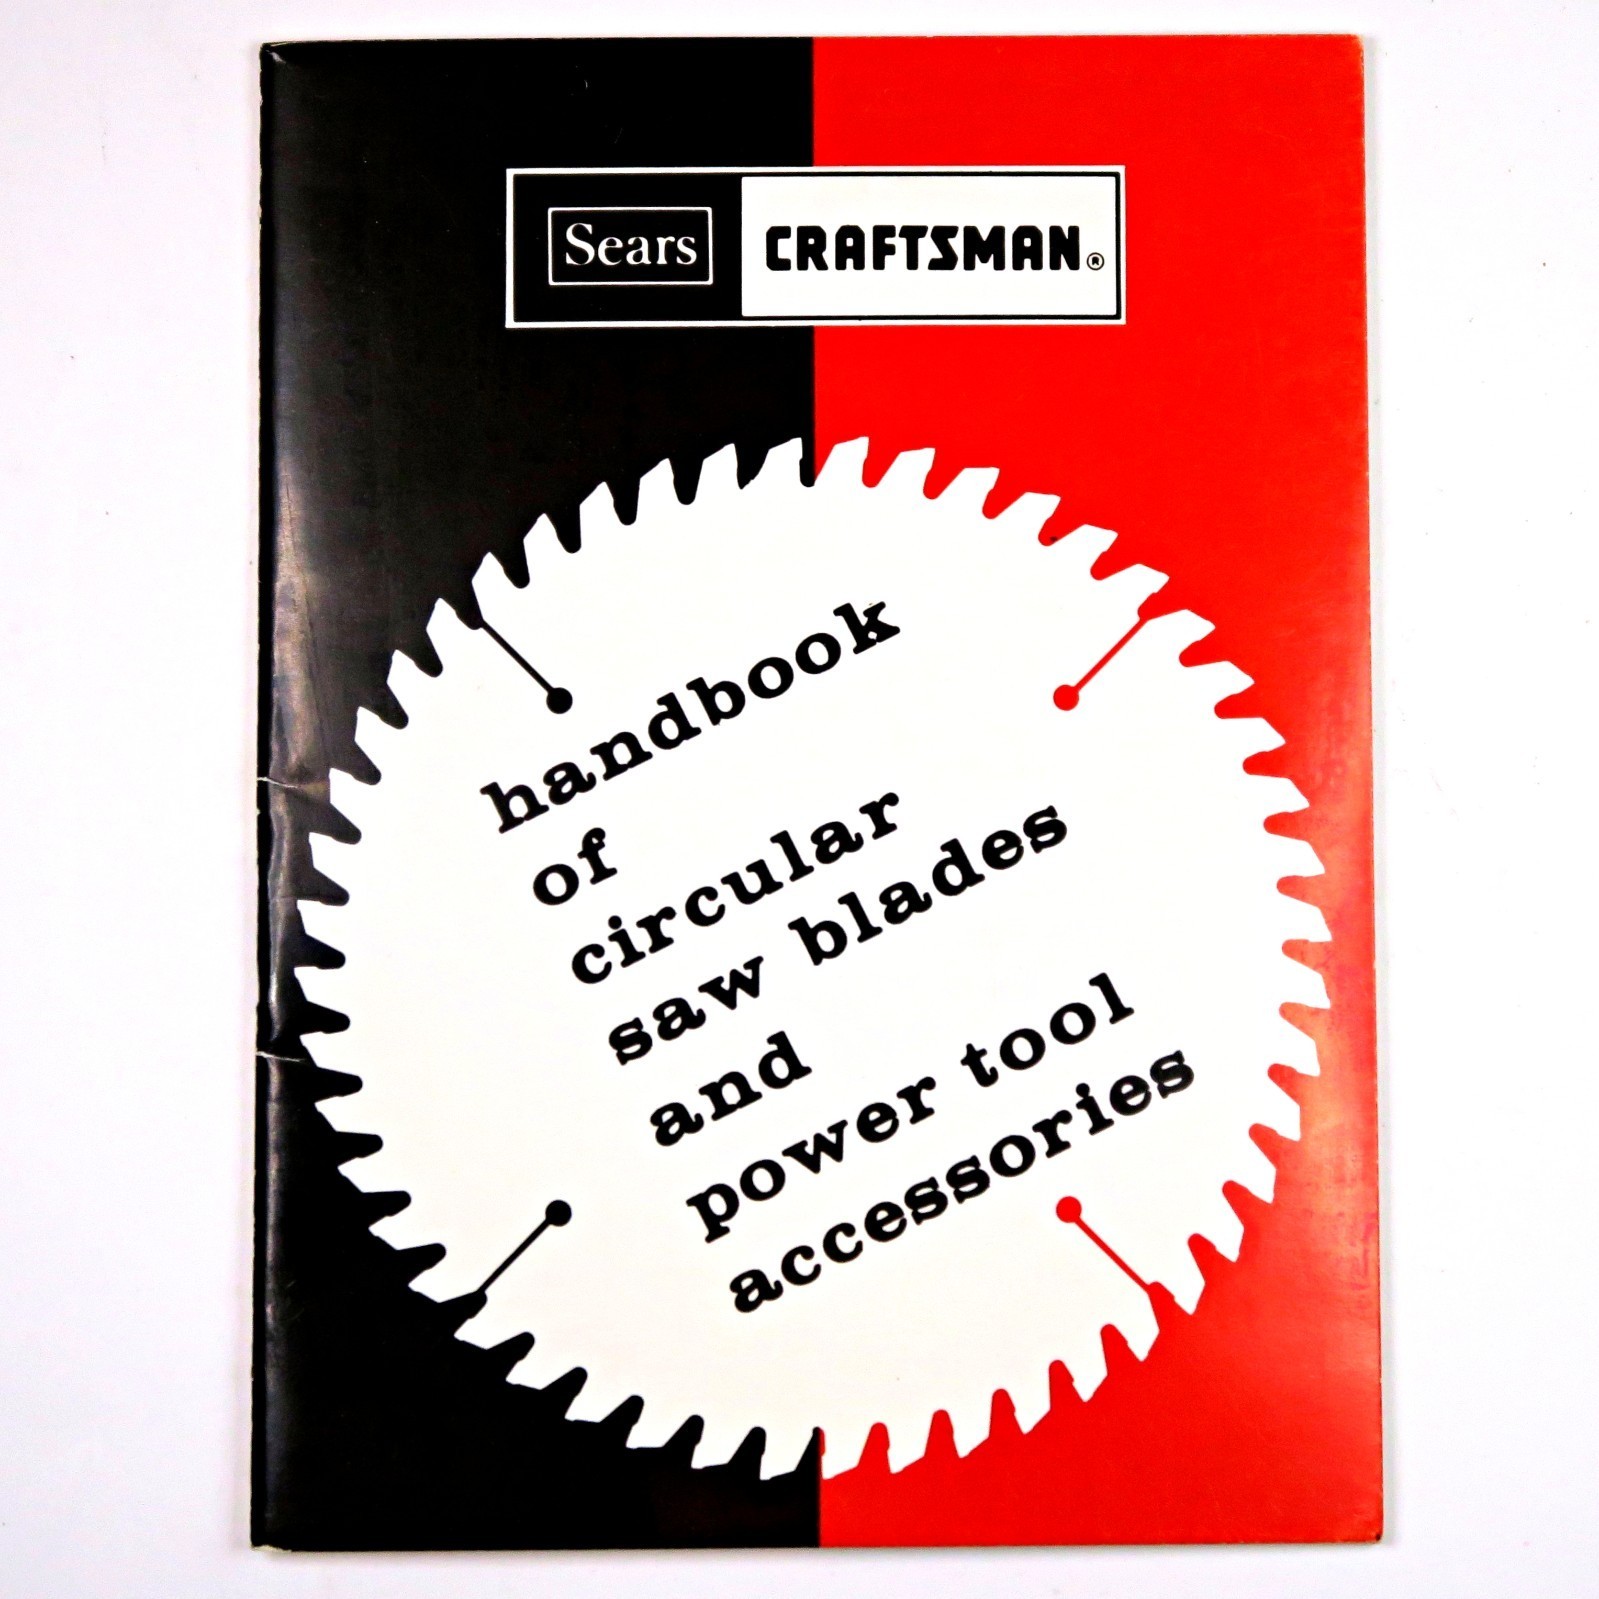 Sears CRAFTSMAN®
handbook
of
circular
saw blades
and
power tool
accessories